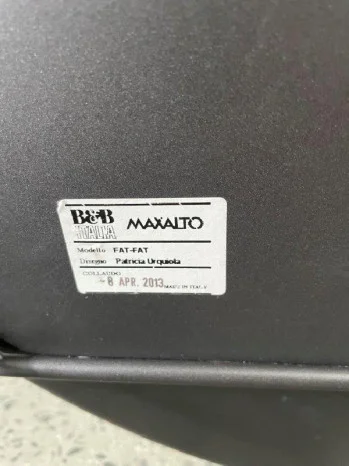 B&B
ITALIA
MAXALTO
Modello FAT-FAT
Disegno Patricia Urquiola
COLLAUDO
-8 APR. 2013
MADE IN ITALY